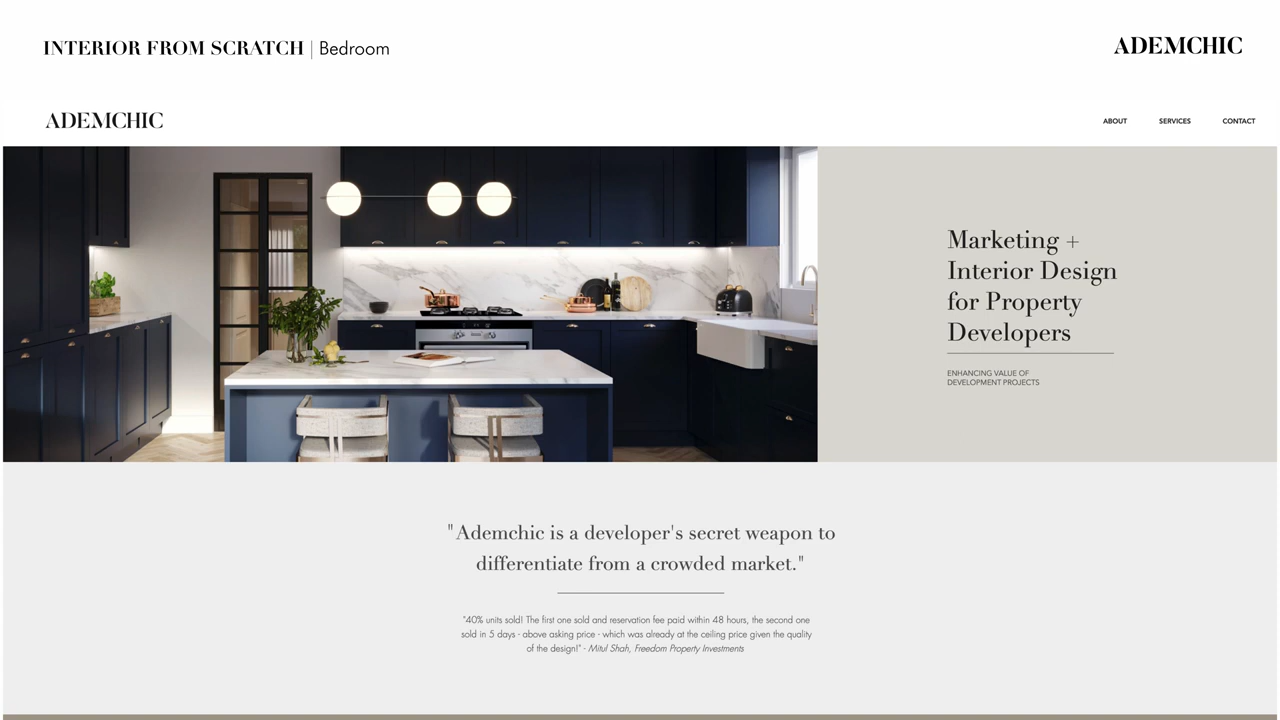 INTERIOR FROM SCRATCH | Bedroom
ADEMCHIC
ADEMCHIC
ABOUT SERVICES CONTACT
Marketing +
Interior Design
for Property
Developers
ENHANCING VALUE OF
DEVELOPMENT PROJECTS
"Ademchic is a developer's secret weapon to
differentiate from a crowded market."
"40% units sold! The first one sold and reservation fee paid within 48 hours, the second one
sold in 5 days - above asking price - which was already at the ceiling price given the quality
of the design!" - Mitul Shah, Freedom Property Investments